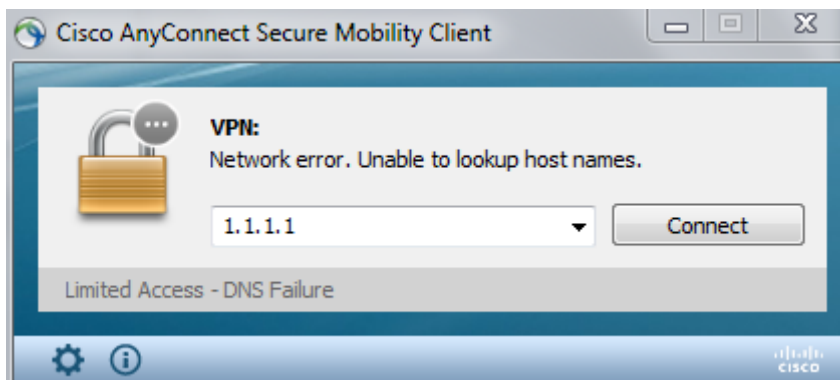 Cisco AnyConnect Secure Mobility Client
VPN:
Network error. Unable to lookup host names.
1.1.1.1
Connect
Limited Access - DNS Failure
CISCO